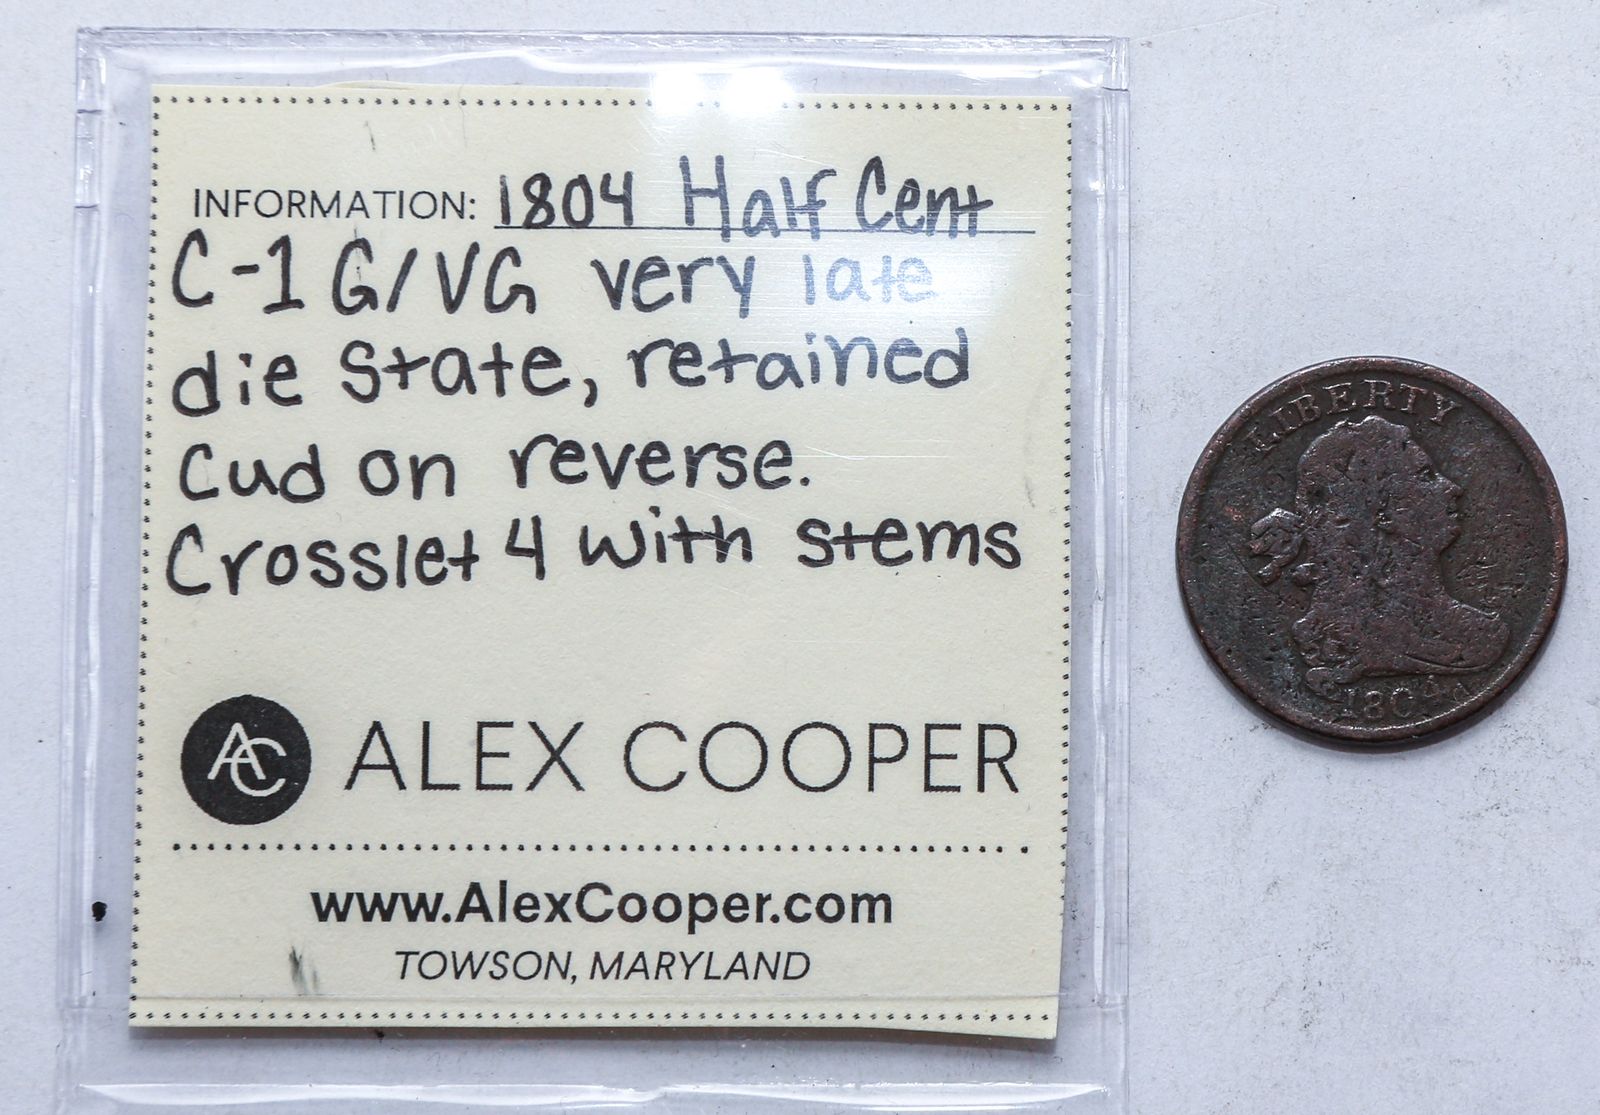 INFORMATION: 1804 Half Cent
C-1 G/VG very late
die state, retained
Cud on reverse.
Crosslet 4 with stems
AC ALEX COOPER
www.AlexCooper.com
TOWSON, MARYLAND
LIBERTY
1804